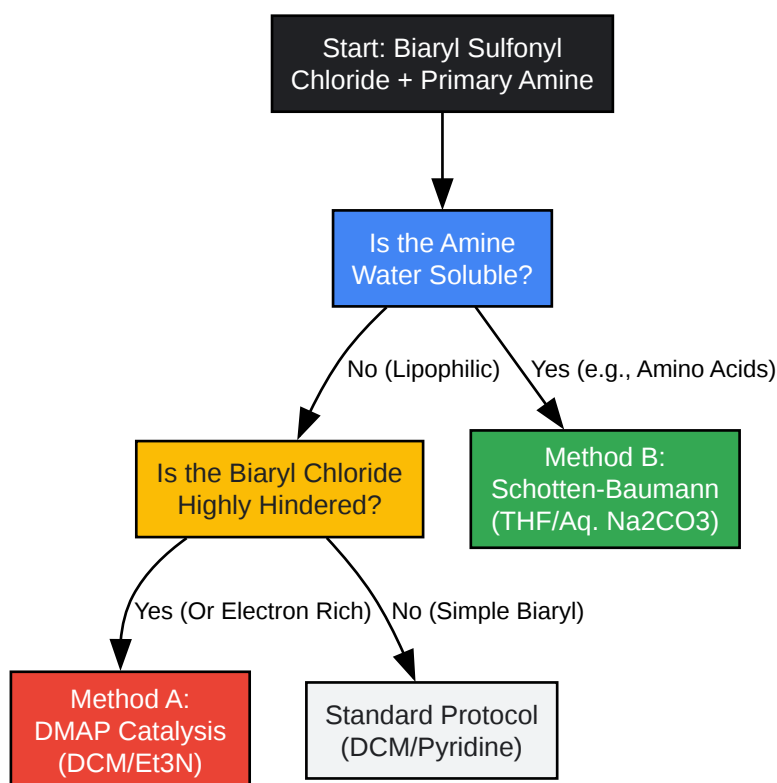 Start: Biaryl Sulfonyl
Chloride + Primary Amine
Is the Amine
Water Soluble?
No (Lipophilic)
Yes (e.g., Amino Acids)
Is the Biaryl Chloride
Highly Hindered?
Method B:
Schotten-Baumann
(THF/Aq. Na2CO3)
Yes (Or Electron Rich)
No (Simple Biaryl)
Method A:
DMAP Catalysis
(DCM/Et3N)
Standard Protocol
(DCM/Pyridine)